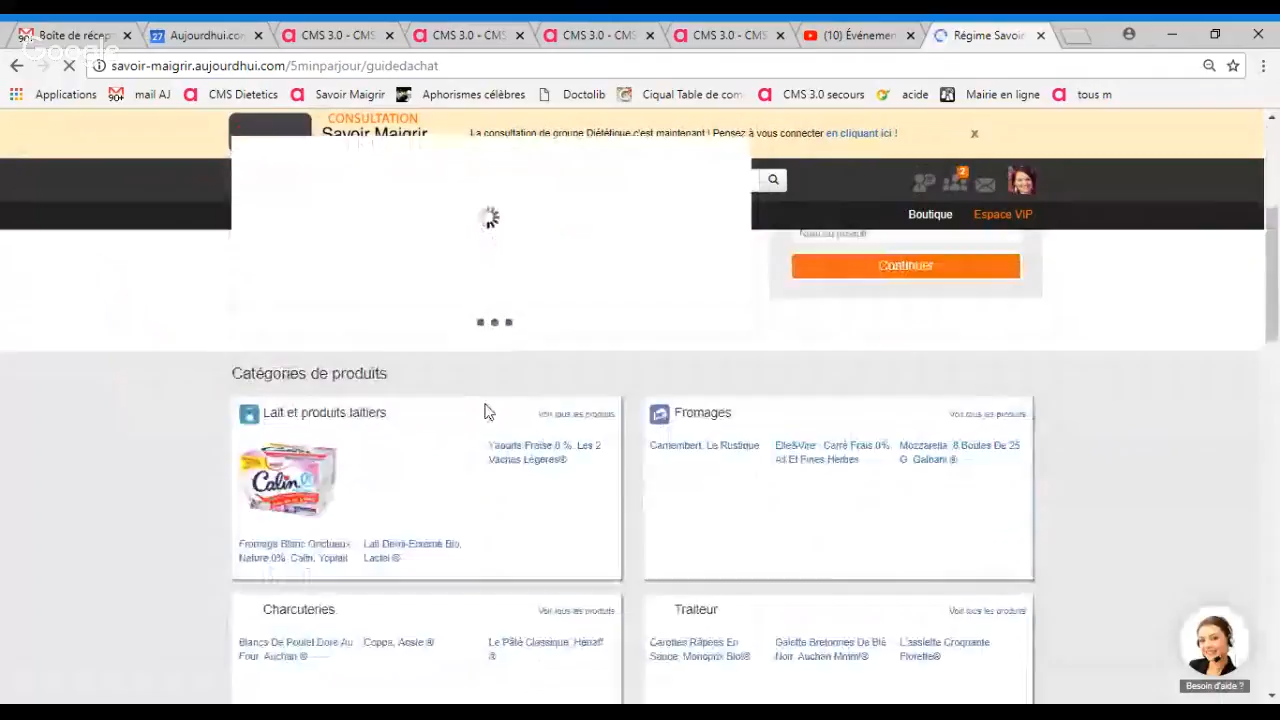 Boîte de récep
Aujourdhui.co
CMS 3.0 - CMS
CMS 3.0 - CMS
CMS 3.0 - CMS
CMS 3.0 - CMS
(10) Événemen
Régime Savoir
Google
savoir-maigrir.aujourdhui.com/5minparjour/guidedachat
Applications
90+
mail AJ
CMS Dietetics
Savoir Maigrir
Aphorismes célèbres
Doctolib
Ciqual Table de com
CMS 3.0 secours
acide
Mairie en ligne
tous m
CONSULTATION
Savoir Maigrir
La consultation de groupe Diététique c'est maintenant ! Pensez à vous connecter en cliquant ici !
x
2
Boutique
Espace VIP
Continuer
Catégories de produits
Lait et produits laitiers
Voir tous les produits
Calin
Yaourts Fraise 0 %, Les 2
Vaches Légères®
Fromage Blanc Onctueux
Nature 0%, Calin, Yoplait
Lait Demi-Ecrémé Bio,
Lactel ®
Fromages
Voir tous les produits
Camembert, Le Rustique
Elle&Vire : Carré Frais 0%
Ail Et Fines Herbes
Mozzarella, 8 Boules De 25
G, Galbani ®
Charcuteries
Voir tous les produits
Blancs De Poulet Doré Au
Four, Auchan ®
Coppa, Aoste ®
Le Pâté Classique, Hénaff
®
Traiteur
Voir tous les produits
Carottes Râpées En
Sauce, Monoprix Bio!®
Galette Bretonnes De Blé
Noir, Auchan Mmm!®
L'assiette Croquante
Florette®
Besoin d'aide ?